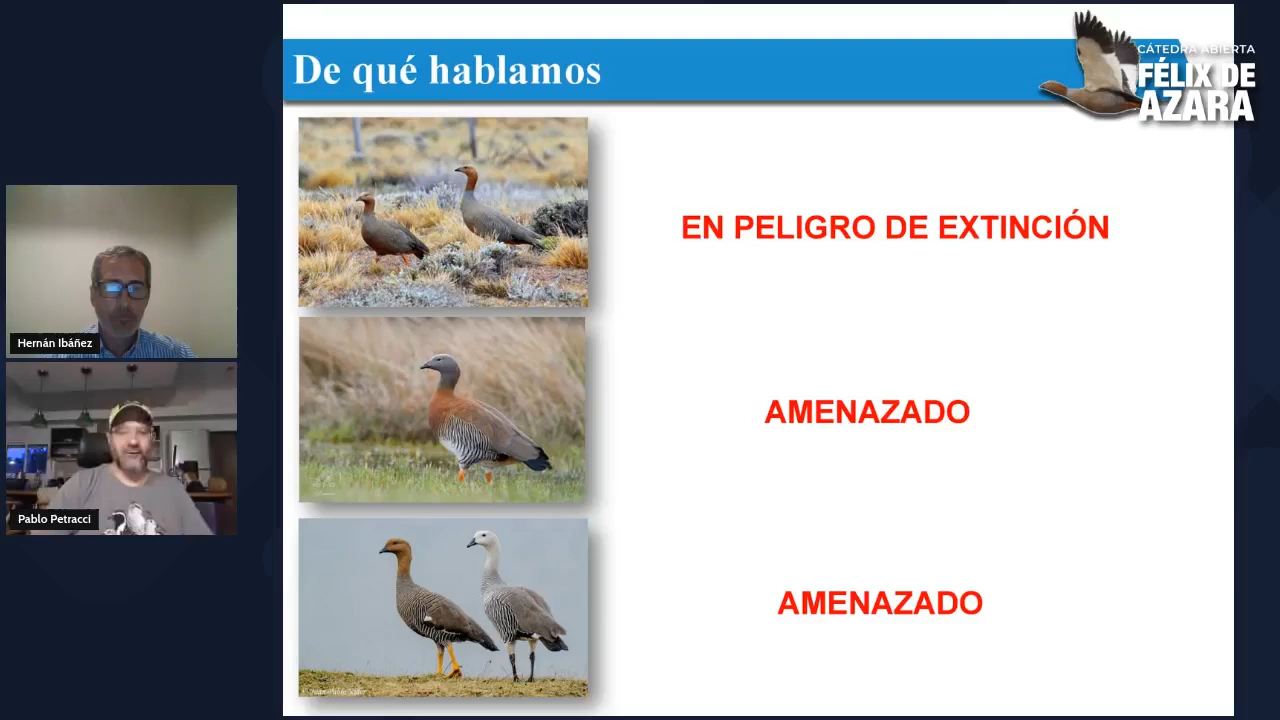 De qué hablamos
CÁTEDRA ABIERTA
FÉLIX DE
AZARA
EN PELIGRO DE EXTINCIÓN
Hernán Ibáñez
AMENAZADO
Pablo Petracci
AMENAZADO